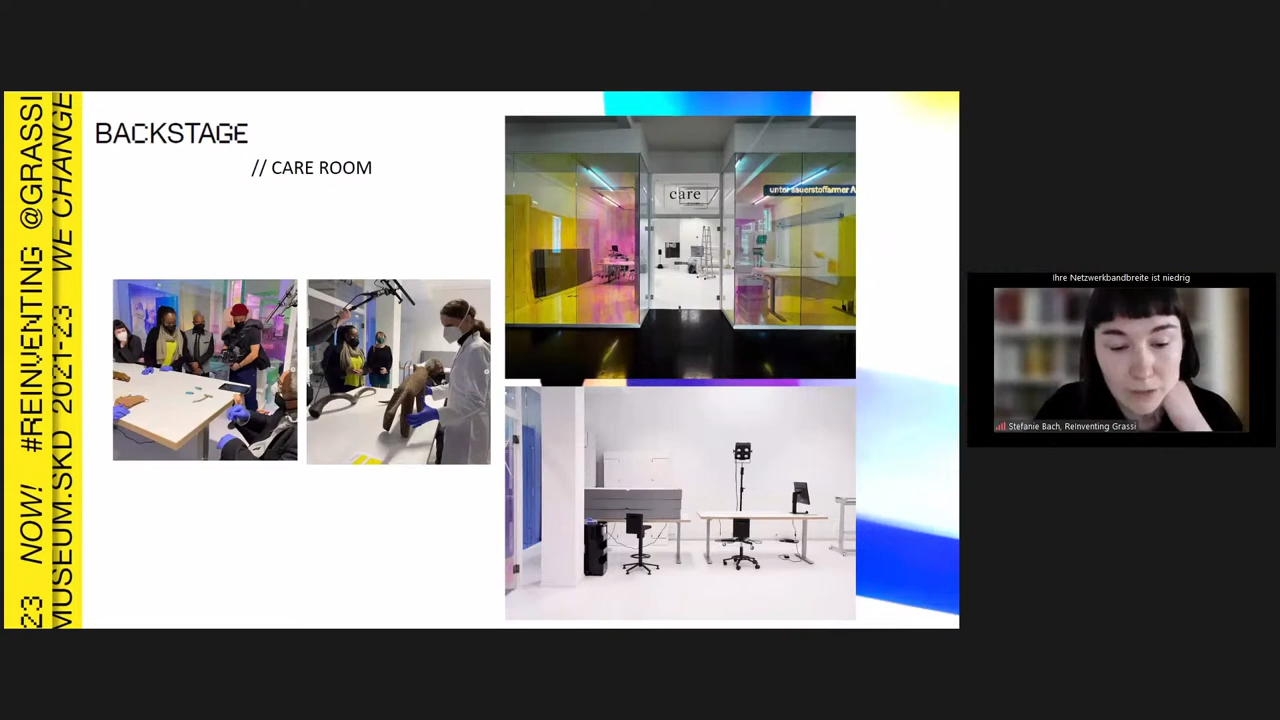 23 NOW! #REINVENTING @GRASSI
MUSEUM.SKD 2021-23 WE CHANGE
BACKSTAGE
// CARE ROOM
care
unter sauerstoffarmer A
Ihre Netzwerkbandbreite ist niedrig
Stefanie Bach, ReInventing Grassi